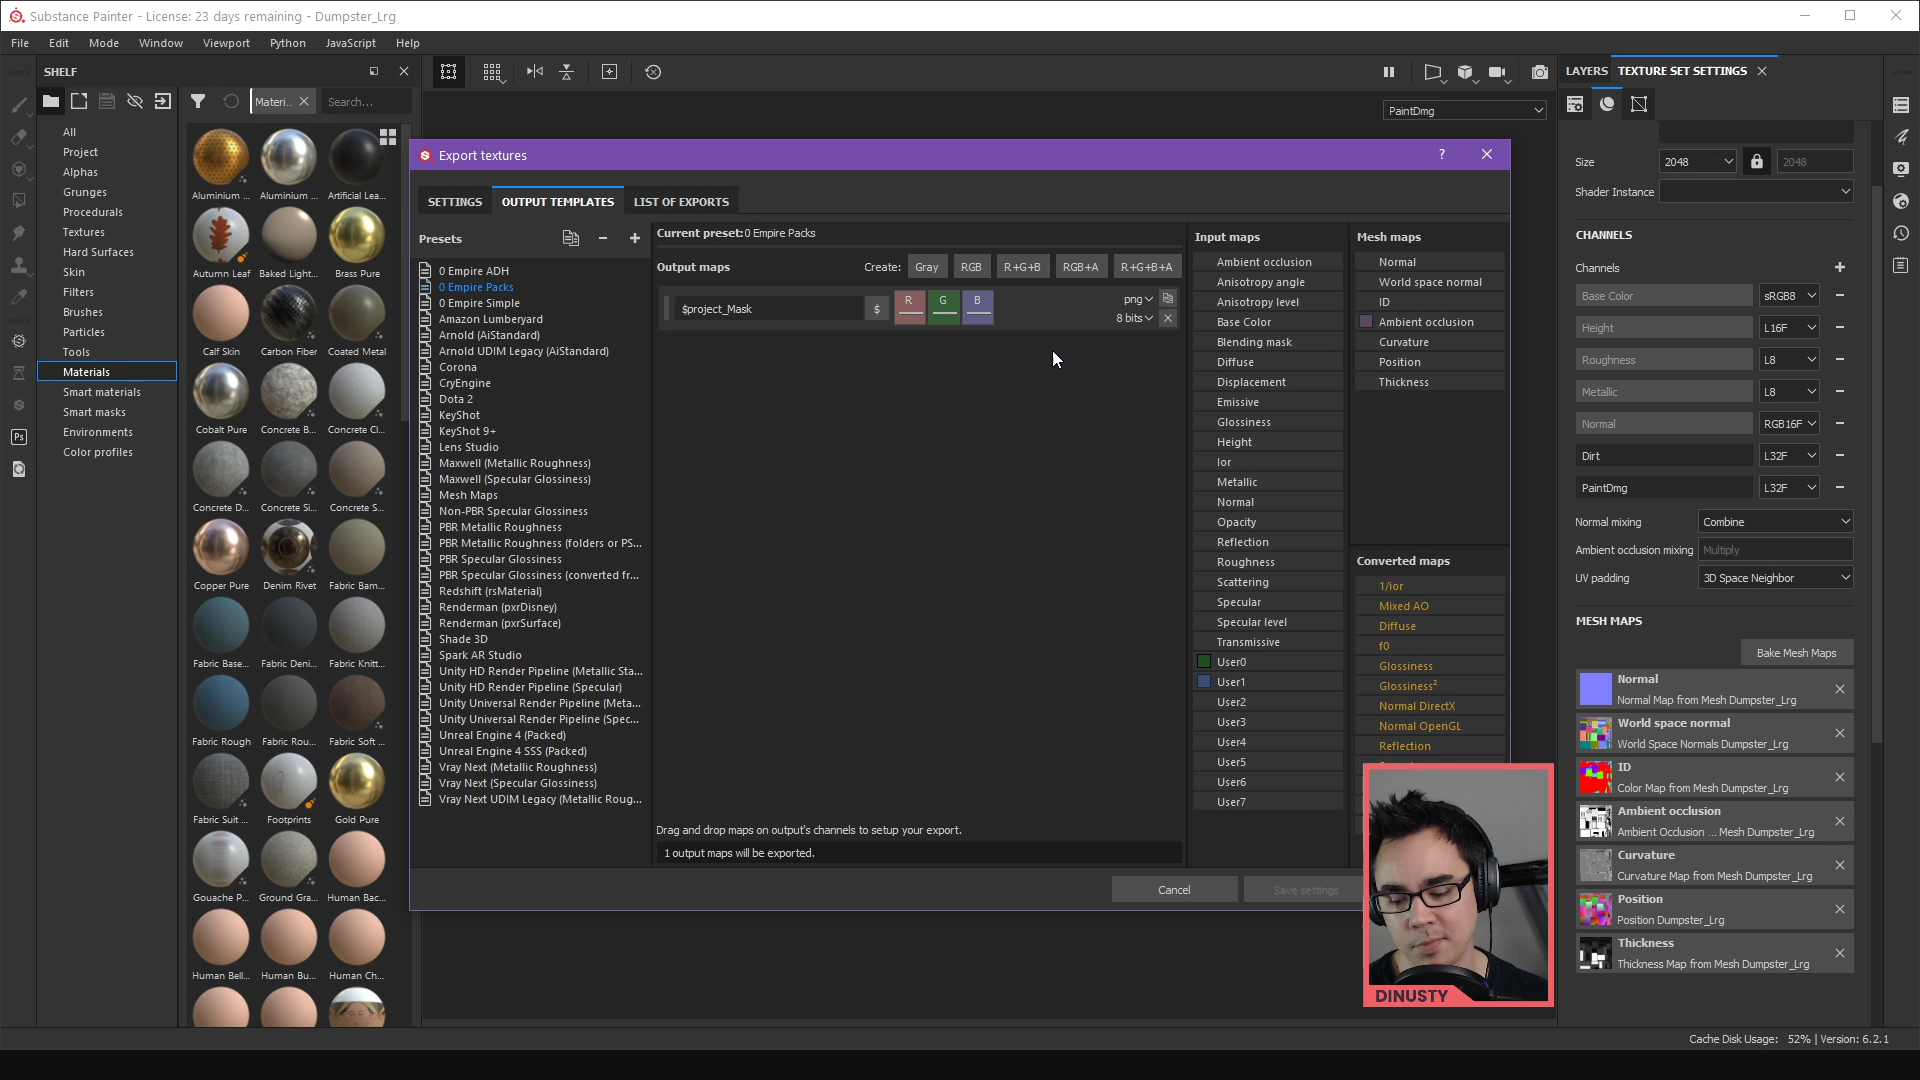 Substance Painter - License: 23 days remaining - Dumpster_Lrg
File Edit Mode Window Viewport Python JavaScript Help
SHELF
Materi..
Search...
All
Project
Alphas
Grunges
Procedurals
Textures
Hard Surfaces
Skin
Filters
Brushes
Particles
Tools
Materials
Smart materials
Smart masks
Environments
Color profiles
Aluminium ... Aluminium ... Artificial Lea...
Autumn Leaf Baked Light... Brass Pure
Calf Skin Carbon Fiber Coated Metal
Cobalt Pure Concrete B... Concrete Cl...
Concrete D... Concrete Si... Concrete S...
Copper Pure Denim Rivet Fabric Bam...
Fabric Base... Fabric Deni... Fabric Knitt...
Fabric Rough Fabric Rou... Fabric Soft ...
Fabric Suit ... Footprints Gold Pure
Gouache P... Ground Gra... Human Bac...
Human Bell... Human Bu... Human Ch...
Ps
PaintDmg
Export textures
?
SETTINGS OUTPUT TEMPLATES LIST OF EXPORTS
Presets
0 Empire ADH
0 Empire Packs
0 Empire Simple
Amazon Lumberyard
Arnold (AiStandard)
Arnold UDIM Legacy (AiStandard)
Corona
CryEngine
Dota 2
KeyShot
KeyShot 9+
Lens Studio
Maxwell (Metallic Roughness)
Maxwell (Specular Glossiness)
Mesh Maps
Non-PBR Specular Glossiness
PBR Metallic Roughness
PBR Metallic Roughness (folders or PS...
PBR Specular Glossiness
PBR Specular Glossiness (converted fr...
Redshift (rsMaterial)
Renderman (pxrDisney)
Renderman (pxrSurface)
Shade 3D
Spark AR Studio
Unity HD Render Pipeline (Metallic Sta...
Unity HD Render Pipeline (Specular)
Unity Universal Render Pipeline (Meta...
Unity Universal Render Pipeline (Spec...
Unreal Engine 4 (Packed)
Unreal Engine 4 SSS (Packed)
Vray Next (Metallic Roughness)
Vray Next (Specular Glossiness)
Vray Next UDIM Legacy (Metallic Roug...
Current preset: 0 Empire Packs
Output maps
Create: Gray RGB R+G+B RGB+A R+G+B+A
$project_Mask
$
R G B
png
8 bits
Drag and drop maps on output's channels to setup your export.
1 output maps will be exported.
Input maps
Ambient occlusion
Anisotropy angle
Anisotropy level
Base Color
Blending mask
Diffuse
Displacement
Emissive
Glossiness
Height
Ior
Metallic
Normal
Opacity
Reflection
Roughness
Scattering
Specular
Specular level
Transmissive
User0
User1
User2
User3
User4
User5
User6
User7
Mesh maps
Normal
World space normal
ID
Ambient occlusion
Curvature
Position
Thickness
Converted maps
1/ior
Mixed AO
Diffuse
f0
Glossiness
Glossiness²
Normal DirectX
Normal OpenGL
Reflection
Cancel
Save settings
DINUSTY
LAYERS TEXTURE SET SETTINGS
Size 2048 2048
Shader Instance
CHANNELS
Channels
Base Color sRGB8
Height L16F
Roughness L8
Metallic L8
Normal RGB16F
Dirt L32F
PaintDmg L32F
Normal mixing Combine
Ambient occlusion mixing Multiply
UV padding 3D Space Neighbor
MESH MAPS
Bake Mesh Maps
Normal
Normal Map from Mesh Dumpster_Lrg
World space normal
World Space Normals Dumpster_Lrg
ID
Color Map from Mesh Dumpster_Lrg
Ambient occlusion
Ambient Occlusion ... Mesh Dumpster_Lrg
Curvature
Curvature Map from Mesh Dumpster_Lrg
Position
Position Dumpster_Lrg
Thickness
Thickness Map from Mesh Dumpster_Lrg
Cache Disk Usage: 52% | Version: 6.2.1